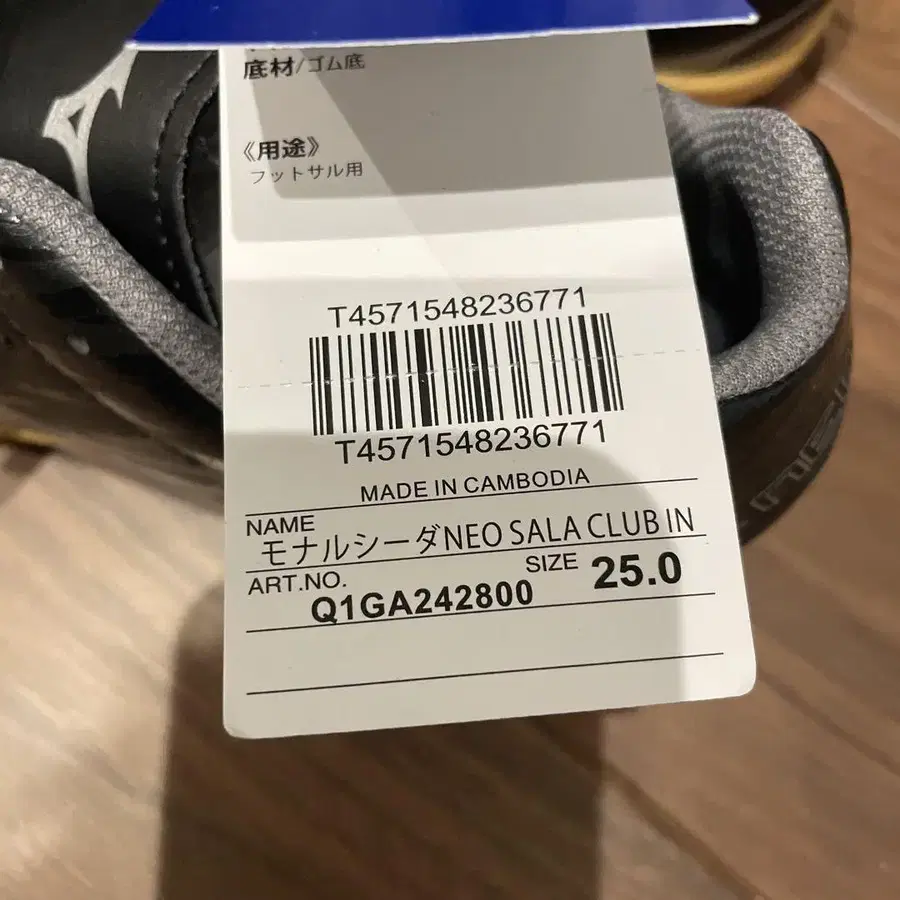 底材/ゴム底
《用途》
フットサル用
T4571548236771
T4571548236771
MADE IN CAMBODIA
NAME
モナルシーダNEO SALA CLUB IN
ART.NO.
SIZE
Q1GA242800
25.0